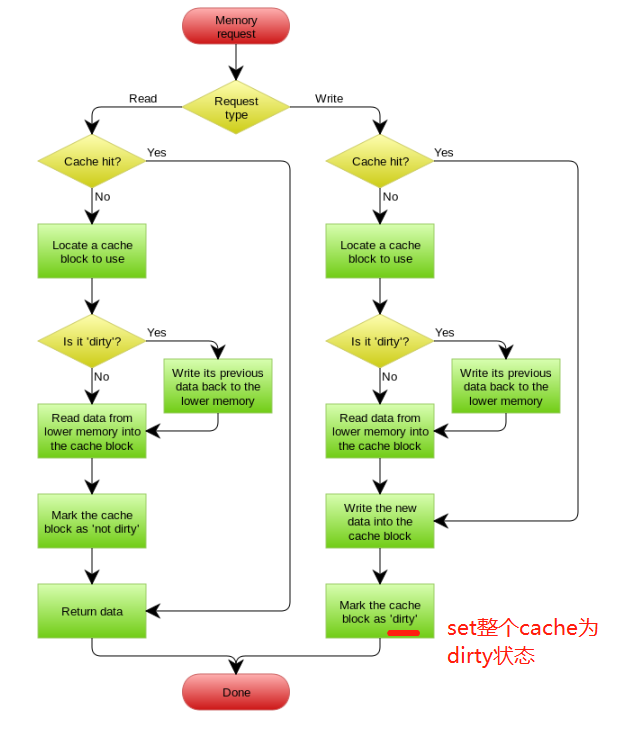 Memory
request
Request
type
Read
Write
Cache hit?
Yes
No
Locate a cache
block to use
Is it 'dirty'?
Yes
No
Write its previous
data back to the
lower memory
Read data from
lower memory into
the cache block
Mark the cache
block as 'not dirty'
Return data
Cache hit?
Yes
No
Locate a cache
block to use
Is it 'dirty'?
Yes
No
Write its previous
data back to the
lower memory
Read data from
lower memory into
the cache block
Write the new
data into the
cache block
Mark the cache
block as 'dirty'
set整个cache为
dirty状态
Done